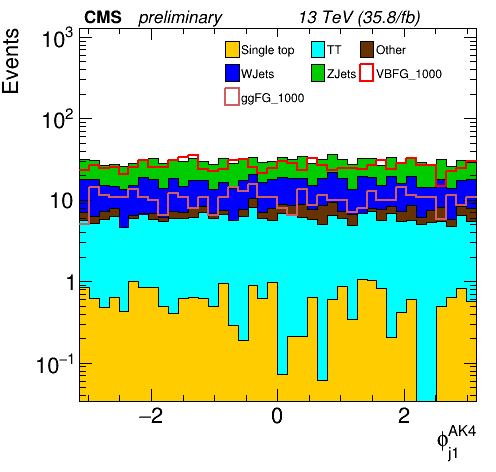 CMS preliminary 13 TeV (35.8/fb)
Events
10³
10²
10
1
10⁻¹
Single top TT Other
WJets ZJets VBFG_1000
ggFG_1000
−2 0 2
ϕ_j1^AK4